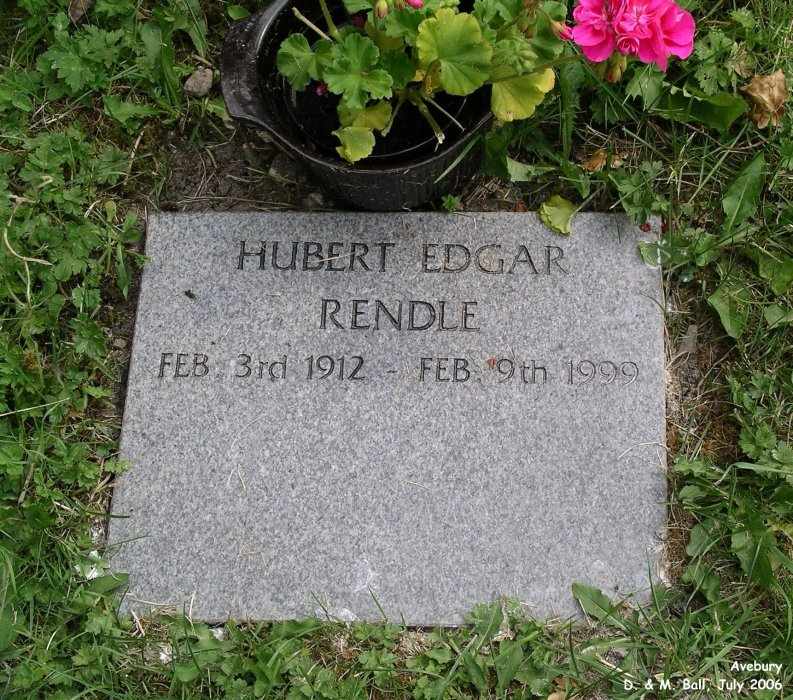 HUBERT EDGAR
RENDLE
FEB. 3rd 1912 - FEB. 9th 1999
Avebury
D. & M. Ball, July 2006